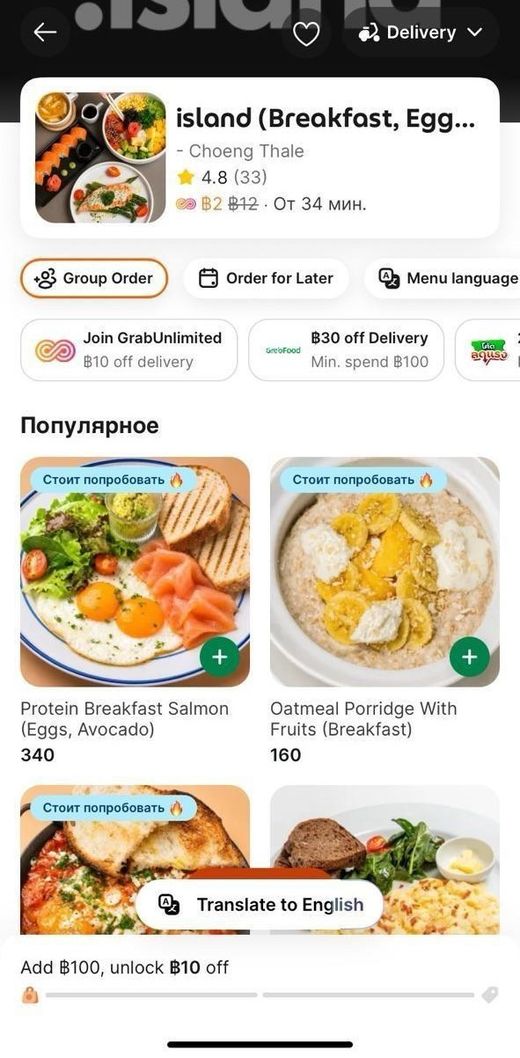 .island
Delivery
island (Breakfast, Egg...
- Choeng Thale
4.8 (33)
฿2 ฿12 · От 34 мин.
Group Order
Order for Later
Menu language
Join GrabUnlimited
฿10 off delivery
GrabFood
฿30 off Delivery
Min. spend ฿100
Популярное
Стоит попробовать
Стоит попробовать
Protein Breakfast Salmon
(Eggs, Avocado)
340
Oatmeal Porridge With
Fruits (Breakfast)
160
Стоит попробовать
Translate to English
Add ฿100, unlock ฿10 off